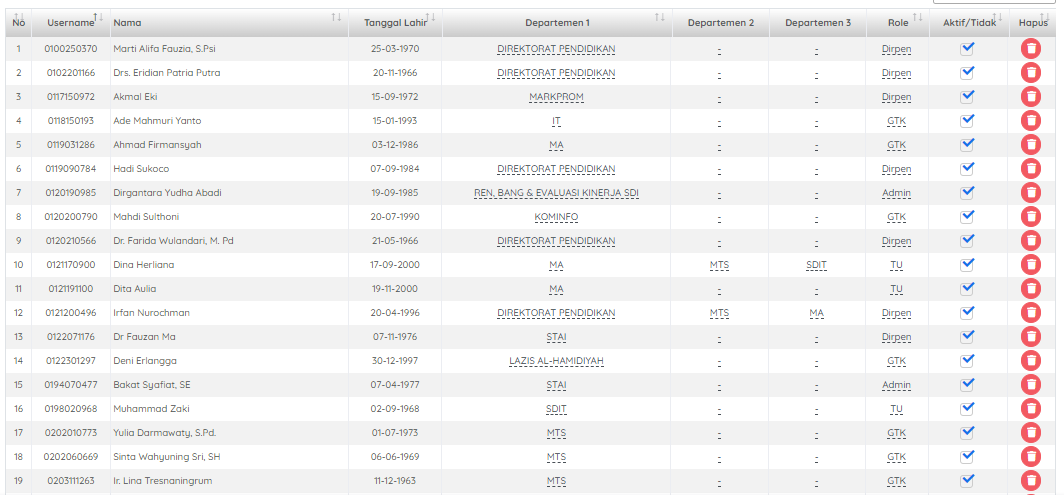 No Username Nama Tanggal Lahir Departemen 1 Departemen 2 Departemen 3 Role Aktif/Tidak Hapus
1 0100250370 Marti Alifa Fauzia, S.Psi 25-03-1970 DIREKTORAT PENDIDIKAN - - Dirpen
2 0102201166 Drs. Eridian Patria Putra 20-11-1966 DIREKTORAT PENDIDIKAN - - Dirpen
3 0117150972 Akmal Eki 15-09-1972 MARKPROM - - Dirpen
4 0118150193 Ade Mahmuri Yanto 15-01-1993 IT - - GTK
5 0119031286 Ahmad Firmansyah 03-12-1986 MA - - GTK
6 0119090784 Hadi Sukoco 07-09-1984 DIREKTORAT PENDIDIKAN - - Dirpen
7 0120190985 Dirgantara Yudha Abadi 19-09-1985 REN, BANG & EVALUASI KINERJA SDI - - Admin
8 0120200790 Mahdi Sulthoni 20-07-1990 KOMINFO - - GTK
9 0120210566 Dr. Farida Wulandari, M. Pd 21-05-1966 DIREKTORAT PENDIDIKAN - - Dirpen
10 0121170900 Dina Herliana 17-09-2000 MA MTS SDIT TU
11 0121191100 Dita Aulia 19-11-2000 MA - - TU
12 0121200496 Irfan Nurochman 20-04-1996 DIREKTORAT PENDIDIKAN MTS MA Dirpen
13 0122071176 Dr Fauzan Ma 07-11-1976 STAI - - Dirpen
14 0122301297 Deni Erlangga 30-12-1997 LAZIS AL-HAMIDIYAH - - GTK
15 0194070477 Bakat Syafiat, SE 07-04-1977 STAI - - Admin
16 0198020968 Muhammad Zaki 02-09-1968 SDIT - - TU
17 0202010773 Yulia Darmawaty, S.Pd. 01-07-1973 MTS - - GTK
18 0202060669 Sinta Wahyuning Sri, SH 06-06-1969 MTS - - GTK
19 0203111263 Ir. Lina Tresnaningrum 11-12-1963 MTS - - GTK